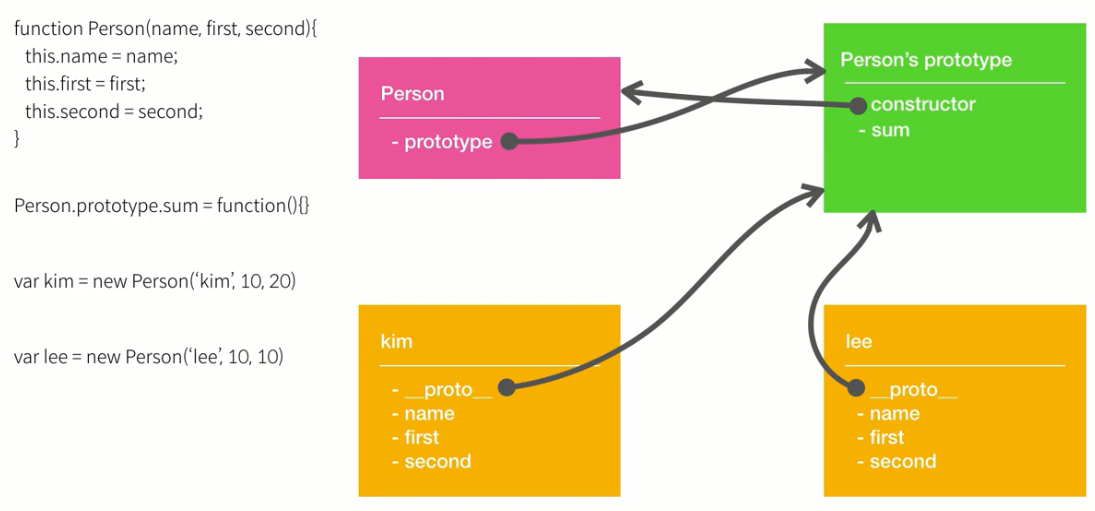 function Person(name, first, second){
this.name = name;
this.first = first;
this.second = second;
}
Person.prototype.sum = function(){}
var kim = new Person(‘kim’, 10, 20)
var lee = new Person(‘lee’, 10, 10)
Person
- prototype
Person’s prototype
constructor
- sum
kim
- __proto__
- name
- first
- second
lee
__proto__
- name
- first
- second